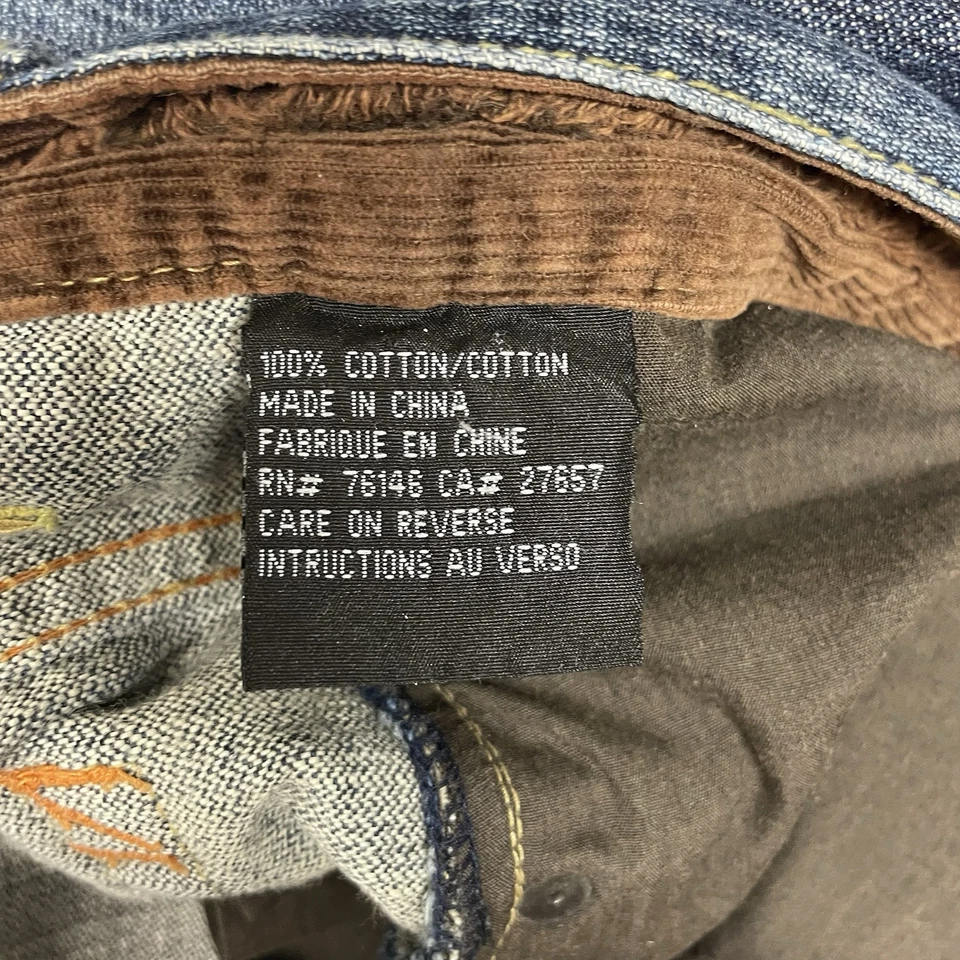 100% COTTON/COTTON
MADE IN CHINA
FABRIQUE EN CHINE
RN# 76146 CA# 27657
CARE ON REVERSE
INTRUCTIONS AU VERSO